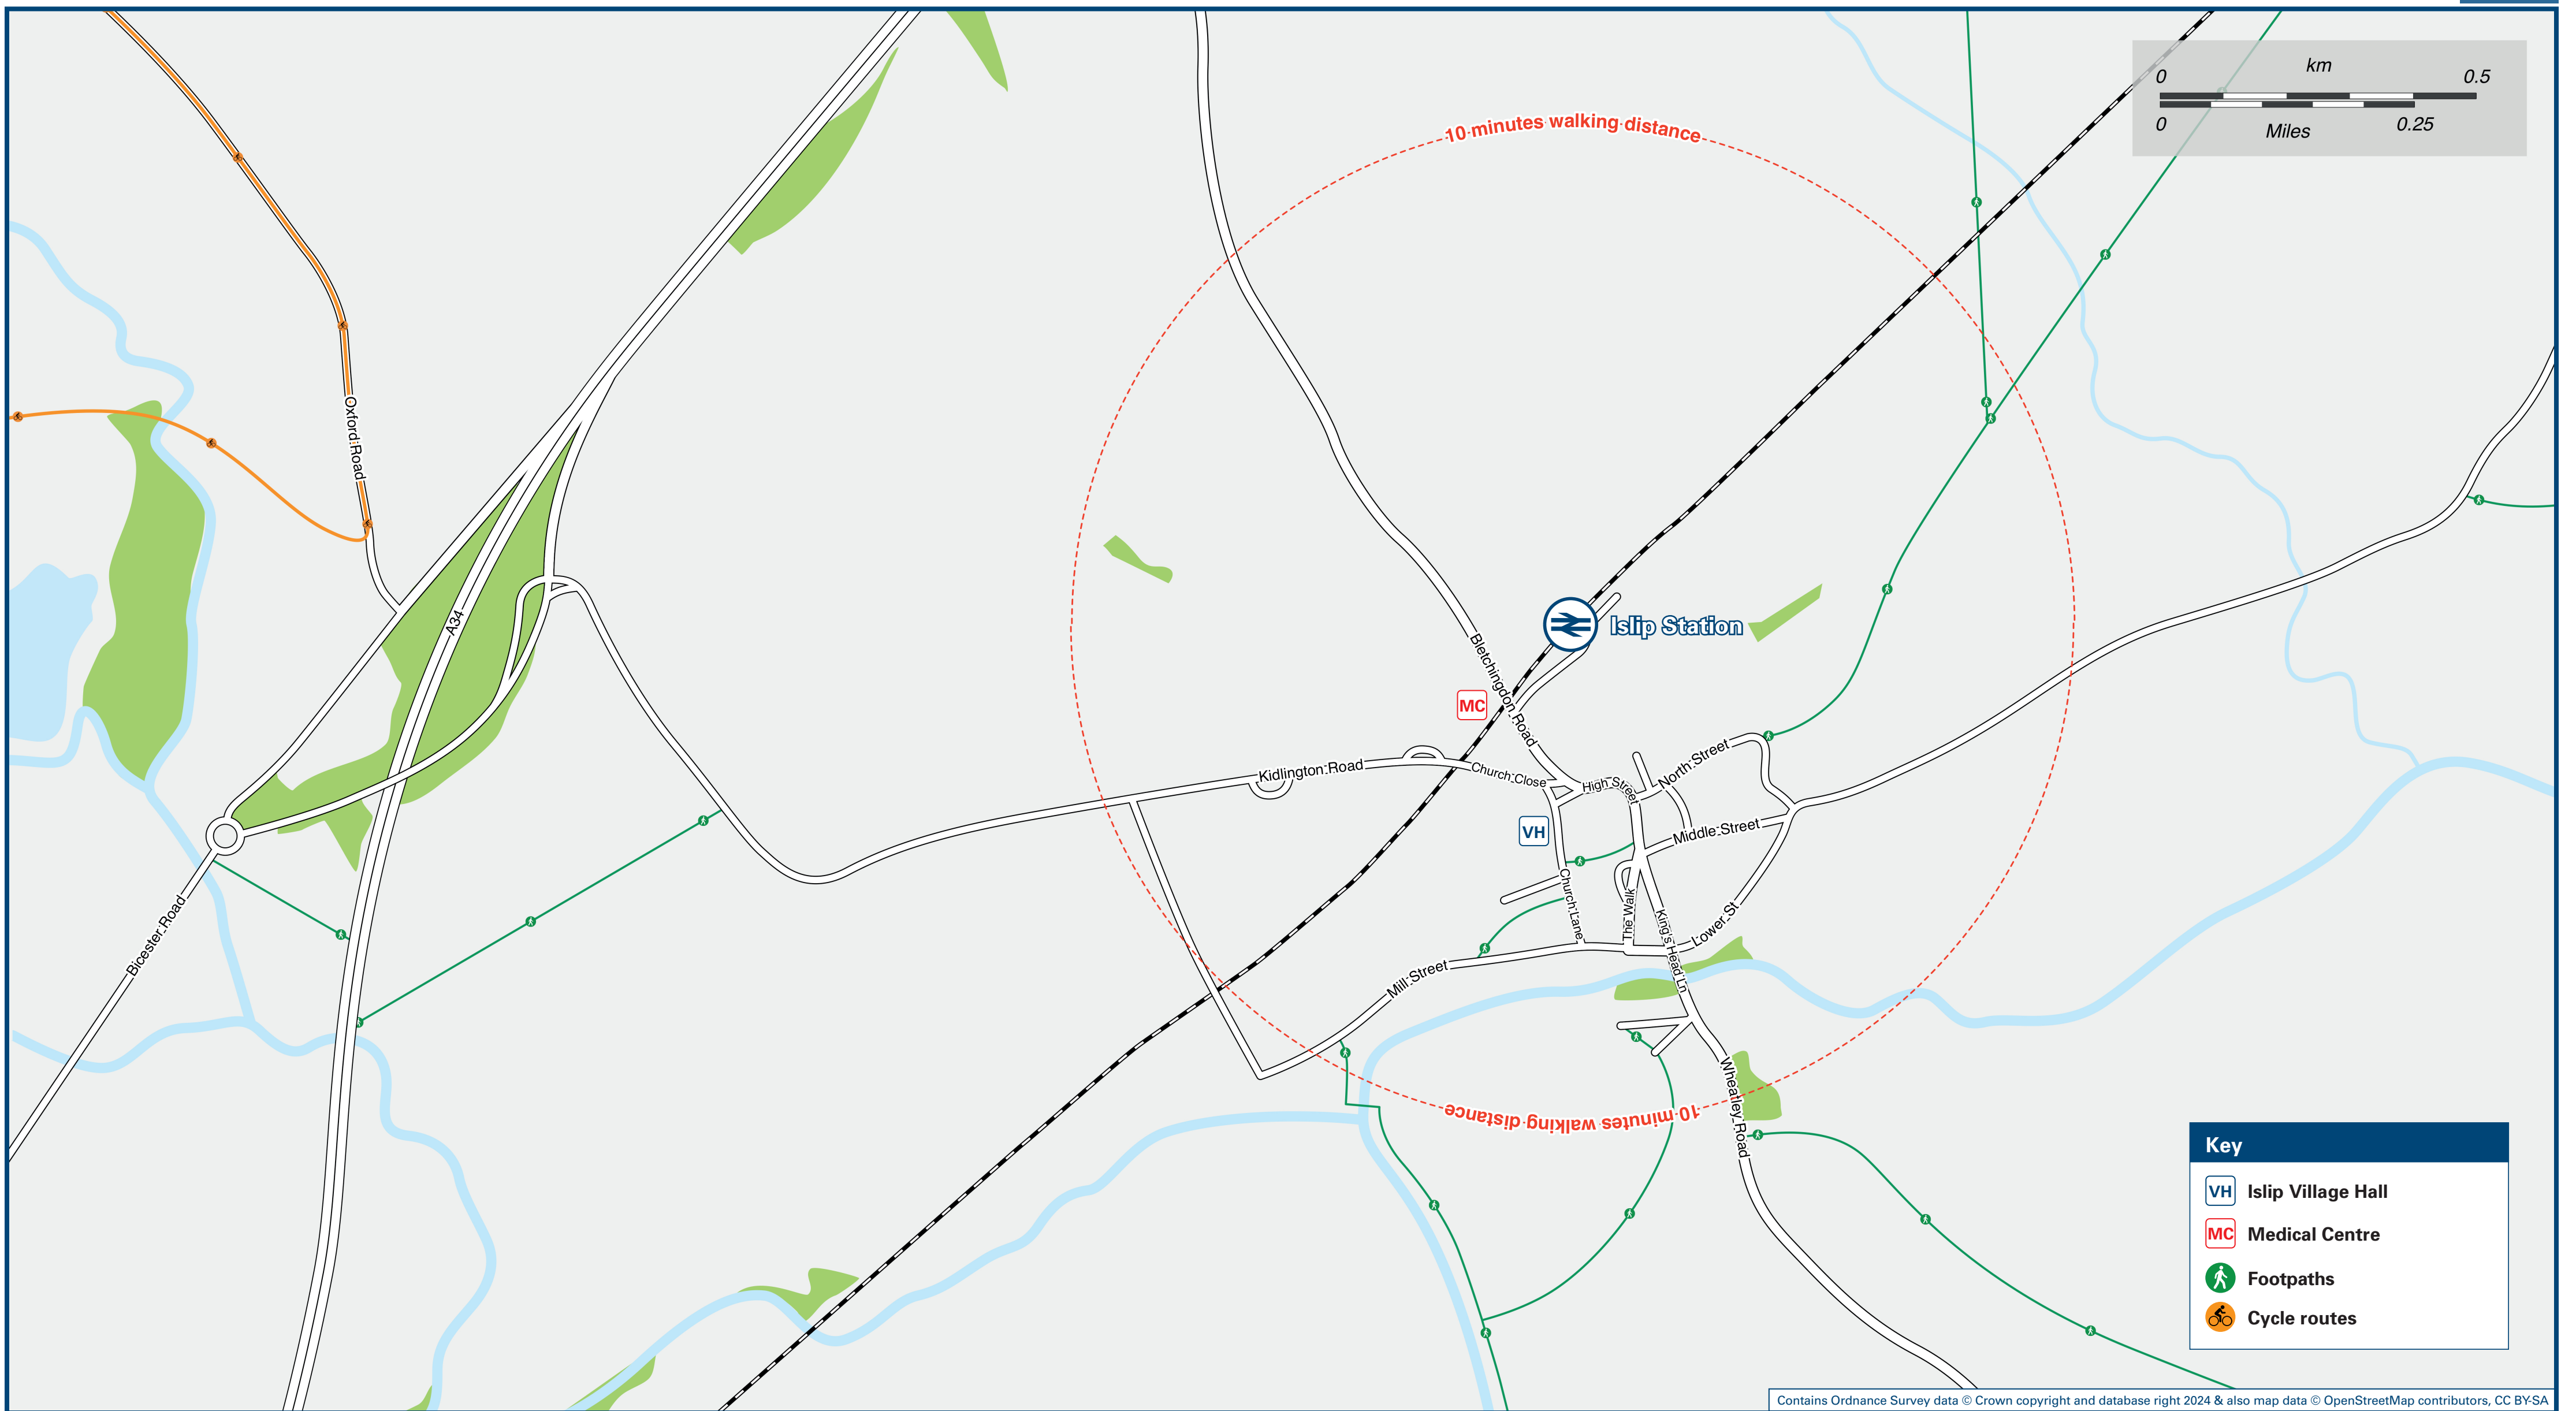 km
0 0.5
0 0.25
Miles
10 minutes walking distance
Oxford Road
A34
Islip Station
Bletchingdon Road
MC
North Street
Kidlington Road
Church Close
High Street
VH
Middle Street
Church Lane
The Walk
King's Head Ln
Lower St
Bicester Road
Mill Street
Wheatley Road
10 minutes walking distance
Key
VH Islip Village Hall
MC Medical Centre
Footpaths
Cycle routes
Contains Ordnance Survey data © Crown copyright and database right 2024 & also map data © OpenStreetMap contributors, CC BY-SA